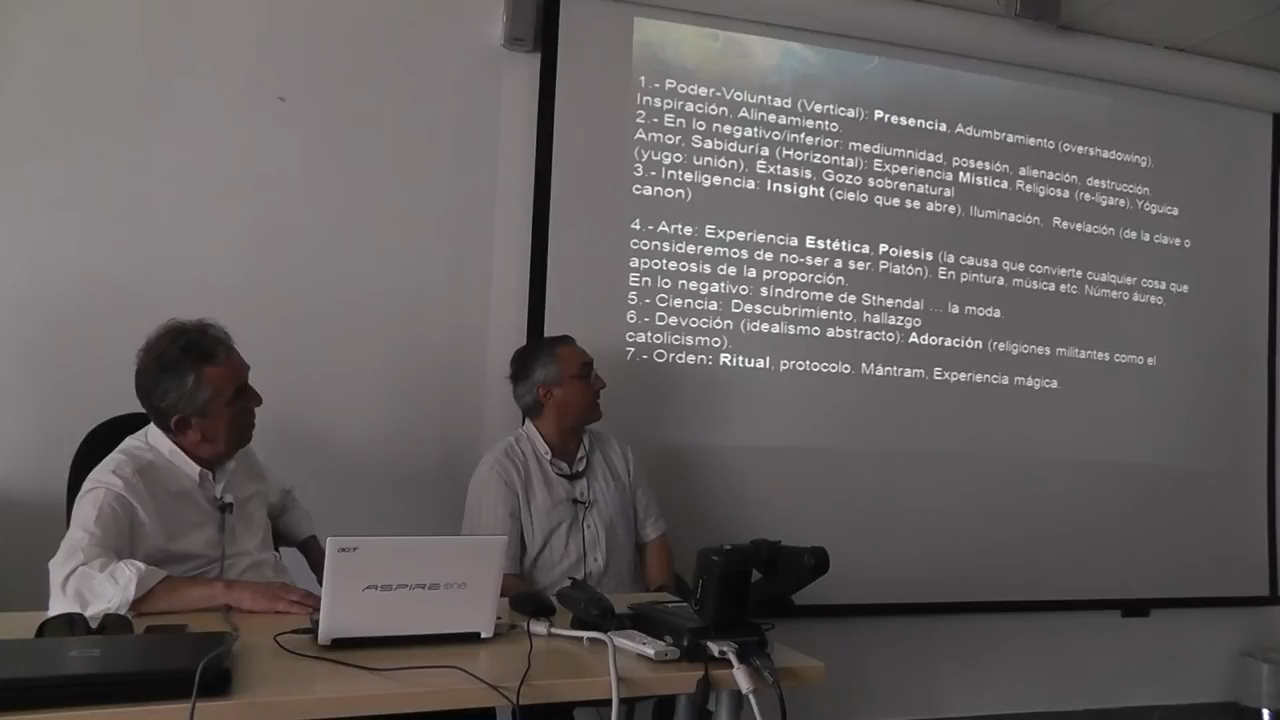 1.- Poder-Voluntad (Vertical): Presencia, Adumbramiento (overshadowing).
Inspiración, Alineamiento.
2.- En lo negativo/inferior: mediumnidad, posesión, alienación, destrucción.
Amor, Sabiduría (Horizontal): Experiencia Mística, Religiosa (re-ligare), Yóguica
(yugo: unión), Éxtasis, Gozo sobrenatural
3.- Inteligencia: Insight (cielo que se abre), Iluminación, Revelación (de la clave o
canon)
4.- Arte: Experiencia Estética, Poiesis (la causa que convierte cualquier cosa que
consideremos de no-ser a ser. Platón). En pintura, música etc. Número áureo,
apoteosis de la proporción.
En lo negativo: síndrome de Sthendal ... la moda.
5.- Ciencia: Descubrimiento, hallazgo
6.- Devoción (idealismo abstracto): Adoración (religiones militantes como el
catolicismo).
7.- Orden: Ritual, protocolo. Mántram, Experiencia mágica.
acer
ASPIRE one